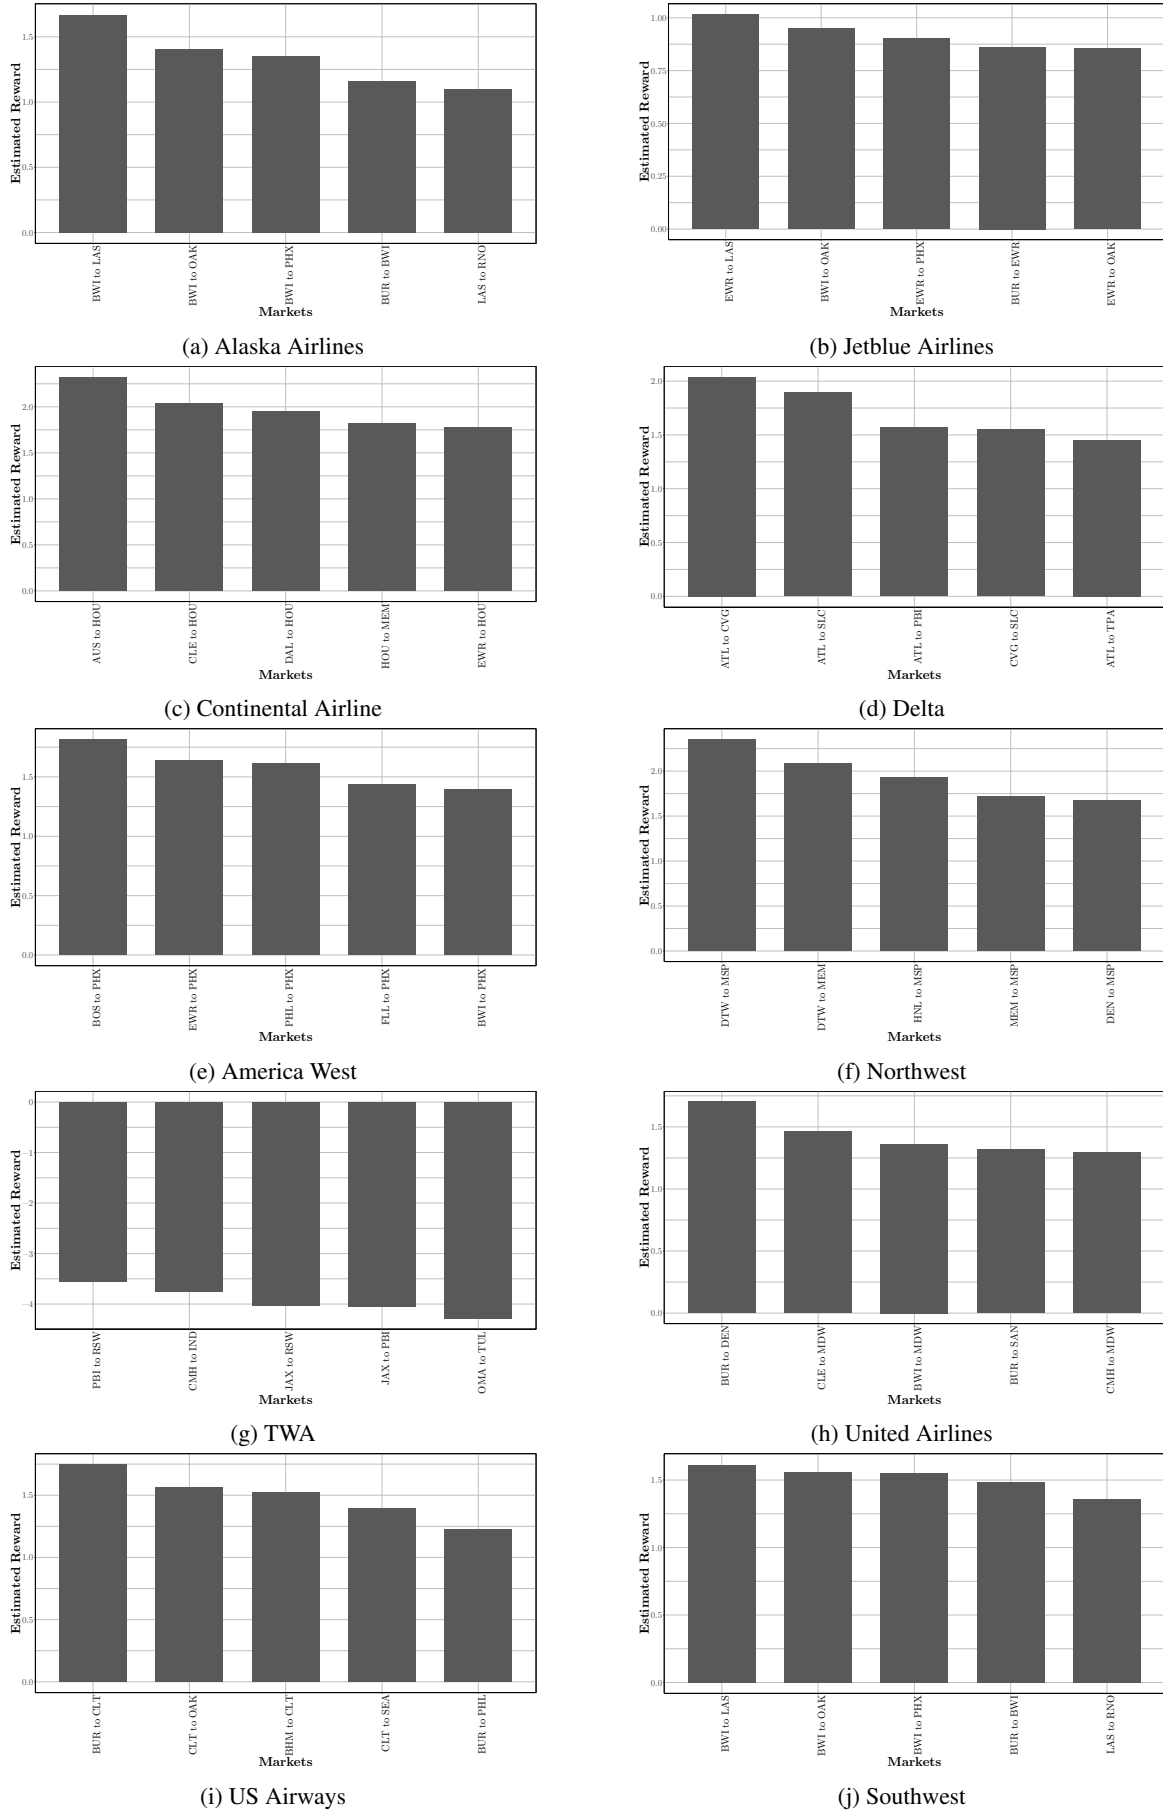 Estimated Reward
1.5
1.0
0.5
0.0
BWI to LAS
BWI to OAK
BWI to PHX
BUR to BWI
LAS to RNO
Markets
(a) Alaska Airlines
Estimated Reward
1.00
0.75
0.50
0.25
0.00
EWR to LAS
BWI to OAK
EWR to PHX
BUR to EWR
EWR to OAK
Markets
(b) Jetblue Airlines
Estimated Reward
2.0
1.5
1.0
0.5
0.0
AUS to HOU
CLE to HOU
DAL to HOU
HOU to MEM
EWR to HOU
Markets
(c) Continental Airline
Estimated Reward
2.0
1.5
1.0
0.5
0.0
ATL to CVG
ATL to SLC
ATL to PBI
CVG to SLC
ATL to TPA
Markets
(d) Delta
Estimated Reward
1.5
1.0
0.5
0.0
BOS to PHX
EWR to PHX
PHL to PHX
FLL to PHX
BWI to PHX
Markets
(e) America West
Estimated Reward
2.0
1.5
1.0
0.5
0.0
DTW to MSP
DTW to MEM
HNL to MSP
MEM to MSP
DEN to MSP
Markets
(f) Northwest
Estimated Reward
0
−1
−2
−3
−4
PBI to RSW
CMH to IND
JAX to RSW
JAX to PBI
OMA to TUL
Markets
(g) TWA
Estimated Reward
1.5
1.0
0.5
0.0
BUR to DEN
CLE to MDW
BWI to MDW
BUR to SAN
CMH to MDW
Markets
(h) United Airlines
Estimated Reward
1.5
1.0
0.5
0.0
BUR to CLT
CLT to OAK
BHM to CLT
CLT to SEA
BUR to PHL
Markets
(i) US Airways
Estimated Reward
1.5
1.0
0.5
0.0
BWI to LAS
BWI to OAK
BWI to PHX
BUR to BWI
LAS to RNO
Markets
(j) Southwest